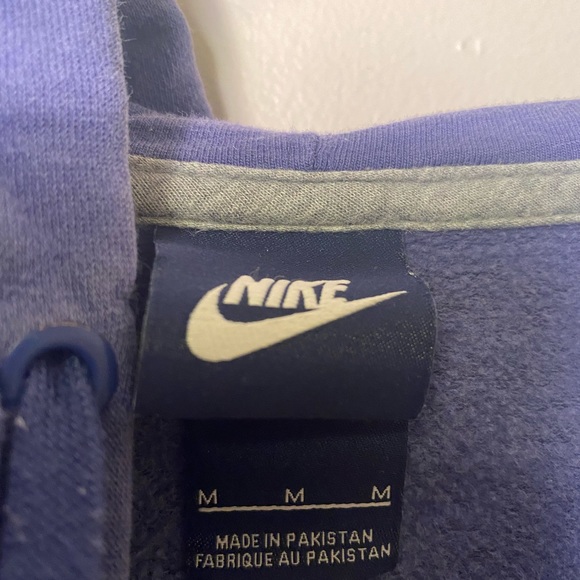 NIKE
M M M
MADE IN PAKISTAN
FABRIQUE AU PAKISTAN